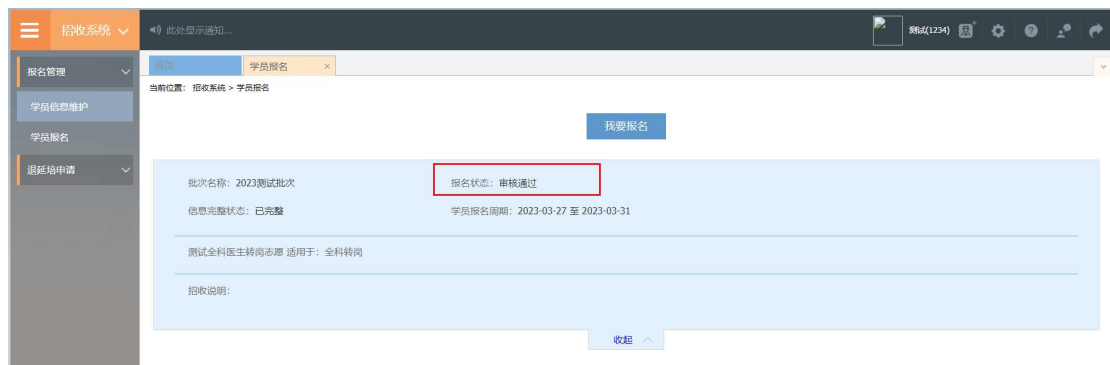 招收系统
此处显示通知...
测试(1234)
报名管理
学员信息维护
学员报名
退延培申请
首页
学员报名 ×
当前位置： 招收系统 > 学员报名
我要报名
批次名称：2023测试批次
报名状态：审核通过
信息完整状态：已完整
学员报名周期：2023-03-27 至 2023-03-31
测试全科医生转岗志愿 适用于：全科转岗
招收说明：
收起